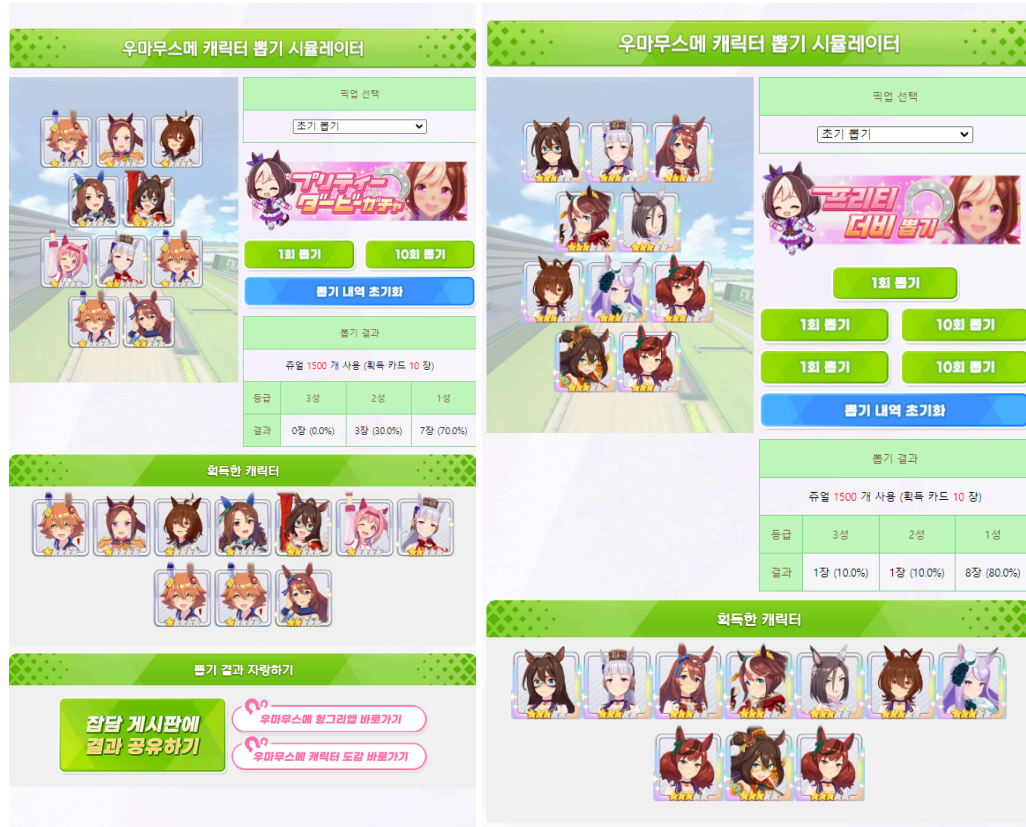 우마무스메 캐릭터 뽑기 시뮬레이터
픽업 선택
초기 뽑기
プリティー
ダービーガチャ
1회 뽑기
10회 뽑기
뽑기 내역 초기화
뽑기 결과
쥬얼 1500 개 사용 (획득 카드 10 장)
등급 3성 2성 1성
결과 0장 (0.0%) 3장 (30.0%) 7장 (70.0%)
획득한 캐릭터
뽑기 결과 자랑하기
잡담 게시판에
결과 공유하기
우마무스메 헝그리앱 바로가기
우마무스메 캐릭터 도감 바로가기
우마무스메 캐릭터 뽑기 시뮬레이터
픽업 선택
초기 뽑기
프리티
더비 뽑기
1회 뽑기
1회 뽑기
10회 뽑기
1회 뽑기
10회 뽑기
뽑기 내역 초기화
뽑기 결과
쥬얼 1500 개 사용 (획득 카드 10 장)
등급 3성 2성 1성
결과 1장 (10.0%) 1장 (10.0%) 8장 (80.0%)
획득한 캐릭터